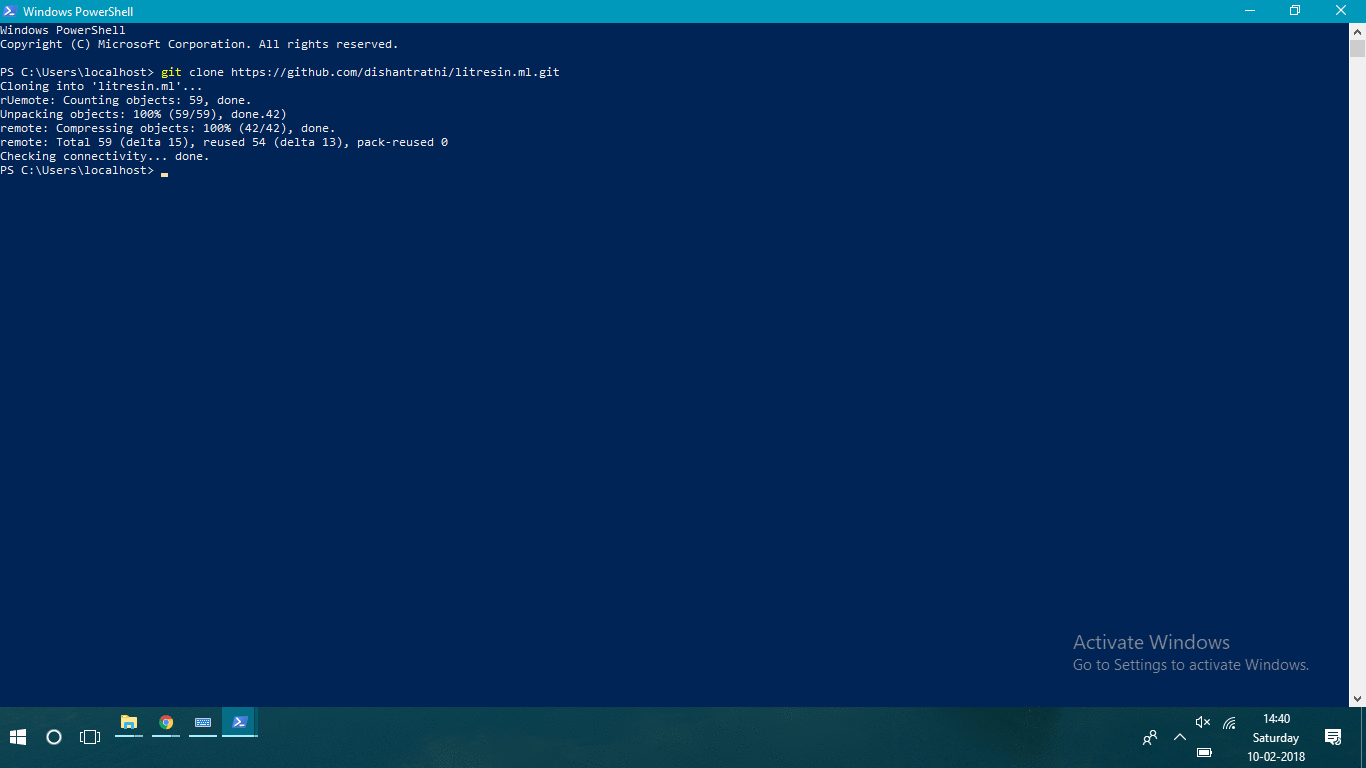 Windows PowerShell
Windows PowerShell
Copyright (C) Microsoft Corporation. All rights reserved.
PS C:\Users\localhost> git clone https://github.com/dishantrathi/litresin.ml.git
Cloning into 'litresin.ml'...
rUemote: Counting objects: 59, done.
Unpacking objects: 100% (59/59), done.42)
remote: Compressing objects: 100% (42/42), done.
remote: Total 59 (delta 15), reused 54 (delta 13), pack-reused 0
Checking connectivity... done.
PS C:\Users\localhost>
Activate Windows
Go to Settings to activate Windows.
14:40
Saturday
10-02-2018